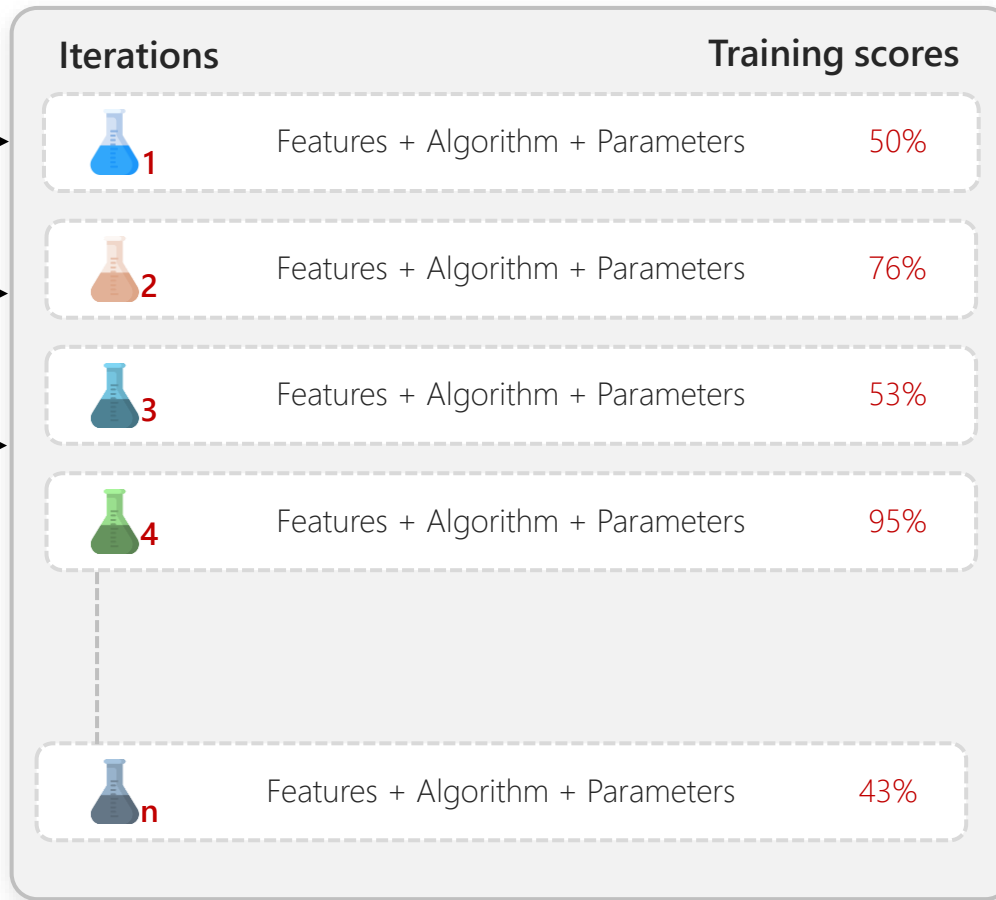 Iterations Training scores
1 Features + Algorithm + Parameters 50%
2 Features + Algorithm + Parameters 76%
3 Features + Algorithm + Parameters 53%
4 Features + Algorithm + Parameters 95%
n Features + Algorithm + Parameters 43%